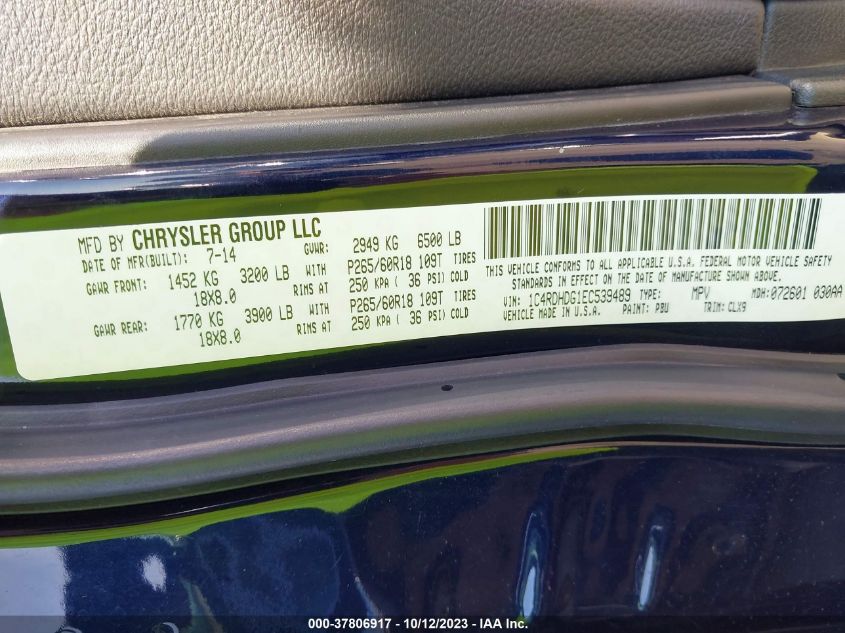 MFD BY CHRYSLER GROUP LLC
DATE OF MFR(BUILT): 7-14 GVWR: 2949 KG 6500 LB
GAWR FRONT: 1452 KG 3200 LB WITH P265/60R18 109T TIRES
18X8.0 RIMS AT 250 KPA ( 36 PSI) COLD
GAWR REAR: 1770 KG 3900 LB WITH P265/60R18 109T TIRES
18X8.0 RIMS AT 250 KPA ( 36 PSI) COLD
THIS VEHICLE CONFORMS TO ALL APPLICABLE U.S.A. FEDERAL MOTOR VEHICLE SAFETY
STANDARDS IN EFFECT ON THE DATE OF MANUFACTURE SHOWN ABOVE.
VIN: 1C4RDHDG1EC539489 TYPE: MPV MDH: 072601 030AA
VEHICLE MADE IN U.S.A. PAINT: PBU TRIM: CLX9
000-37806917 - 10/12/2023 - IAAI Inc.